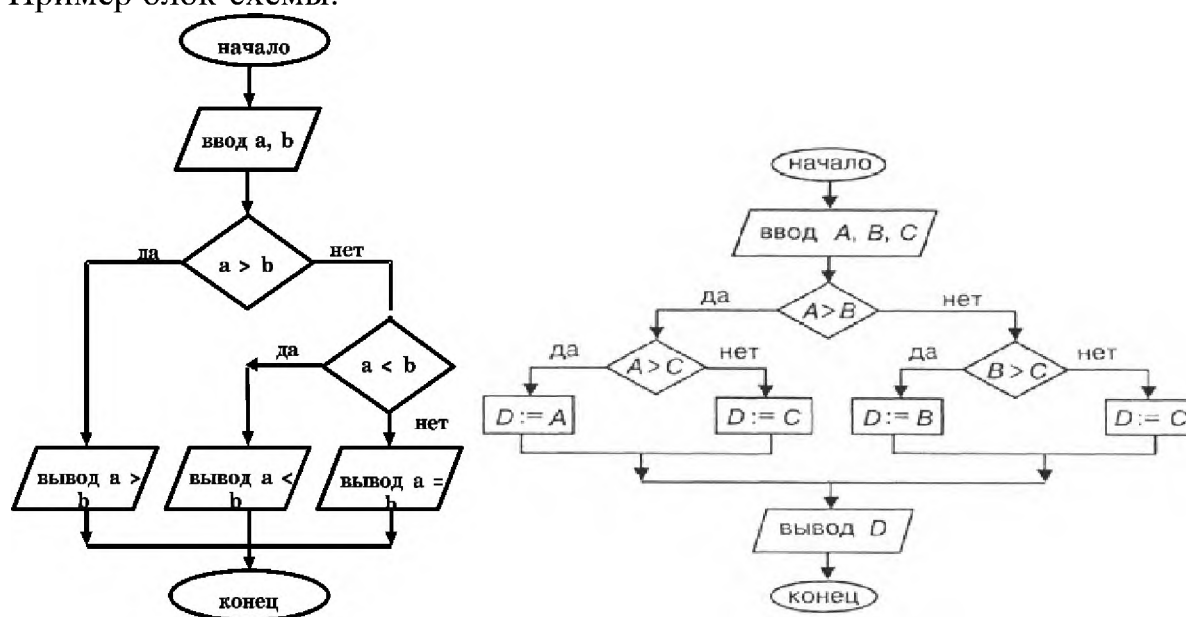 Пример блок-схемы:
начало
ввод a, b
да
a > b
нет
да
a < b
нет
вывод a >
b
вывод a <
b
вывод a =
b
конец
начало
ввод A, B, C
да
A>B
нет
да
A>C
нет
да
B>C
нет
D:= A
D:= C
D:= B
D:= C
вывод D
конец